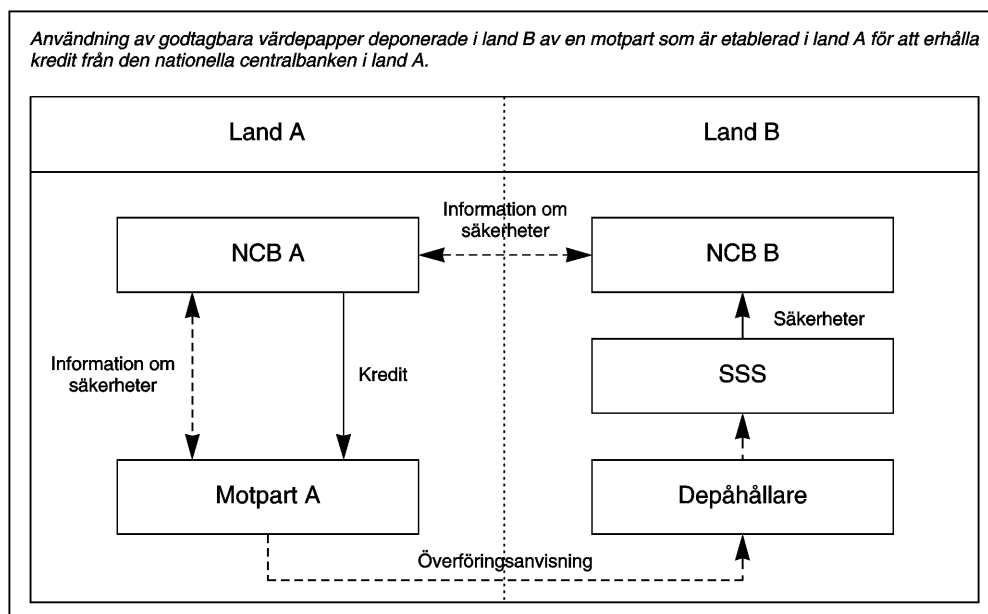 Användning av godtagbara värdepapper deponerade i land B av en motpart som är etablerad i land A för att erhålla
kredit från den nationella centralbanken i land A.
Land A
Land B
Information om
säkerheter
NCB A
NCB B
Säkerheter
Information om
säkerheter
Kredit
SSS
Motpart A
Depåhållare
Överföringsanvisning